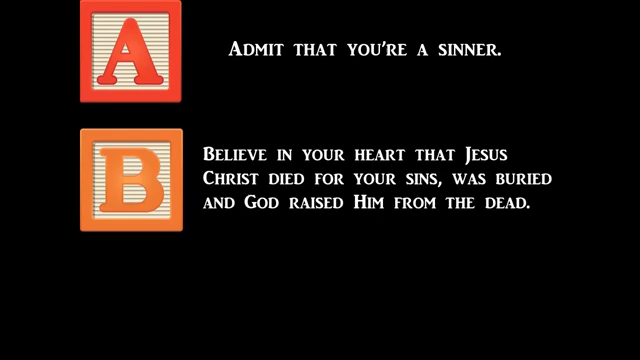 A
Admit that you're a sinner.
B
Believe in your heart that Jesus
Christ died for your sins, was buried
and God raised Him from the dead.